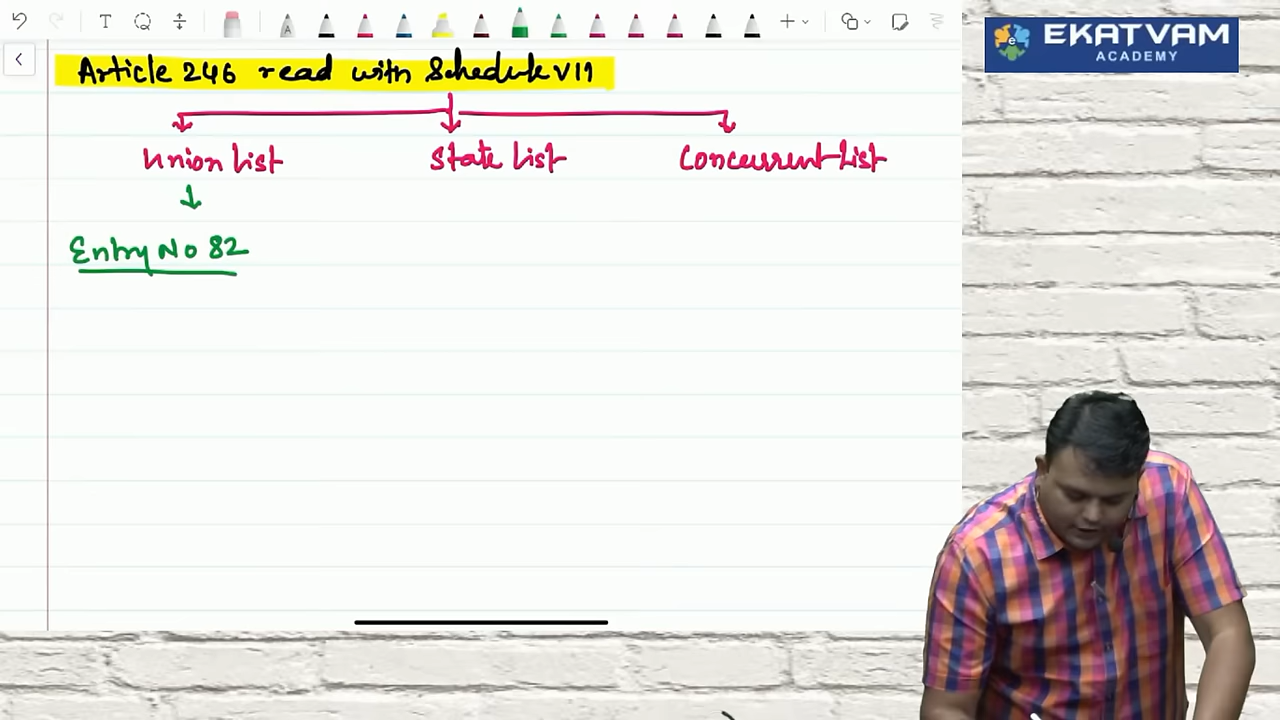 EKATVAM
ACADEMY
Article 246 read with Schedule VII
Union List
State List
Concurrent List
Entry No 82